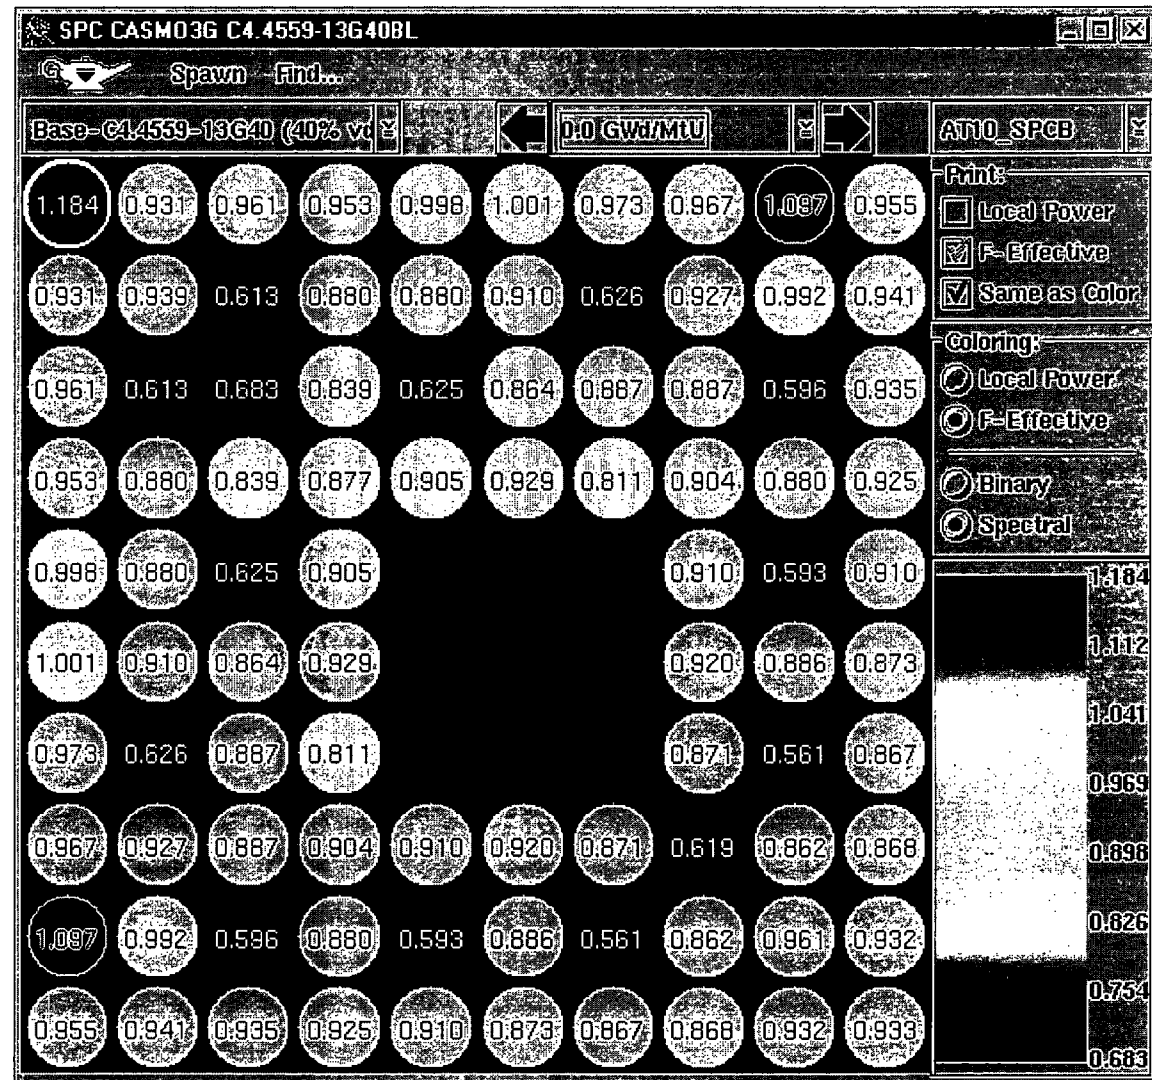 SPC CASMO3G C4.4559-13G40BL
Spawn Find...
Base-C4.4559-13G40 (40% vo 0.0 GWd/MtU AT10_SPCB
1.184 0.931 0.961 0.953 0.998 1.001 0.973 0.967 1.097 0.955
0.931 0.939 0.613 0.880 0.880 0.910 0.626 0.927 0.992 0.941
0.961 0.613 0.683 0.839 0.625 0.864 0.887 0.887 0.596 0.935
0.953 0.880 0.839 0.877 0.905 0.929 0.811 0.904 0.880 0.925
0.998 0.880 0.625 0.905 0.910 0.593 0.910
1.001 0.910 0.864 0.929 0.920 0.886 0.873
0.973 0.626 0.887 0.811 0.871 0.561 0.867
0.967 0.927 0.887 0.904 0.910 0.920 0.871 0.619 0.862 0.868
1.097 0.992 0.596 0.880 0.593 0.886 0.561 0.862 0.961 0.932
0.955 0.941 0.935 0.925 0.910 0.873 0.867 0.868 0.932 0.933
Print:
Local Power
F-Effective
Same as Color
Coloring:
Local Power
F-Effective
Binary
Spectral
1.184
1.112
1.041
0.969
0.898
0.826
0.754
0.683